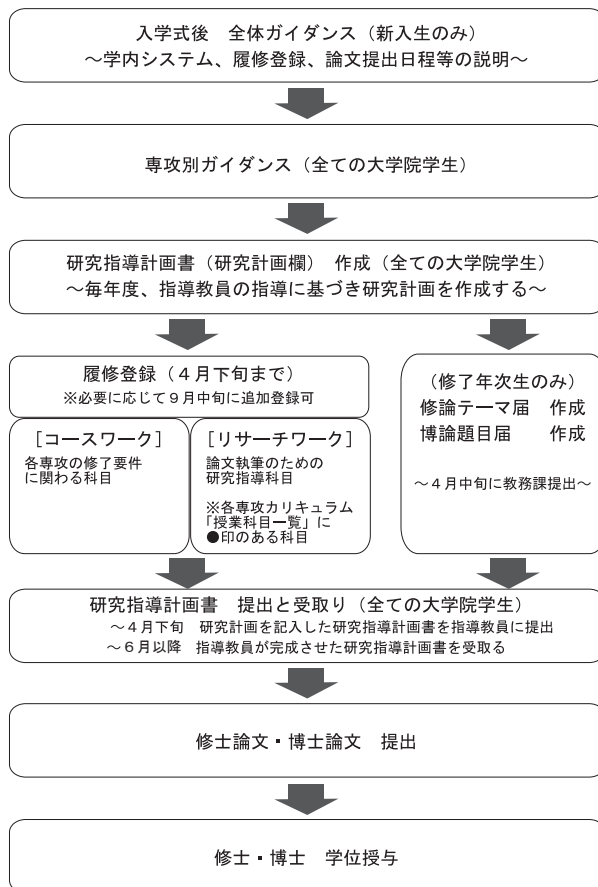 入学式後　全体ガイダンス（新入生のみ）
～学内システム、履修登録、論文提出日程等の説明～
専攻別ガイダンス（全ての大学院学生）
研究指導計画書（研究計画欄）　作成（全ての大学院学生）
～毎年度、指導教員の指導に基づき研究計画を作成する～
履修登録（４月下旬まで）
※必要に応じて９月中旬に追加登録可
［コースワーク］
各専攻の修了要件
に関わる科目
［リサーチワーク］
論文執筆のための
研究指導科目
※各専攻カリキュラム
「授業科目一覧」に
●印のある科目
（修了年次生のみ）
修論テーマ届　作成
博論題目届　　作成
～４月中旬に教務課提出～
研究指導計画書　提出と受取り（全ての大学院学生）
～４月下旬　研究計画を記入した研究指導計画書を指導教員に提出
～６月以降　指導教員が完成させた研究指導計画書を受取る
修士論文・博士論文　提出
修士・博士　学位授与